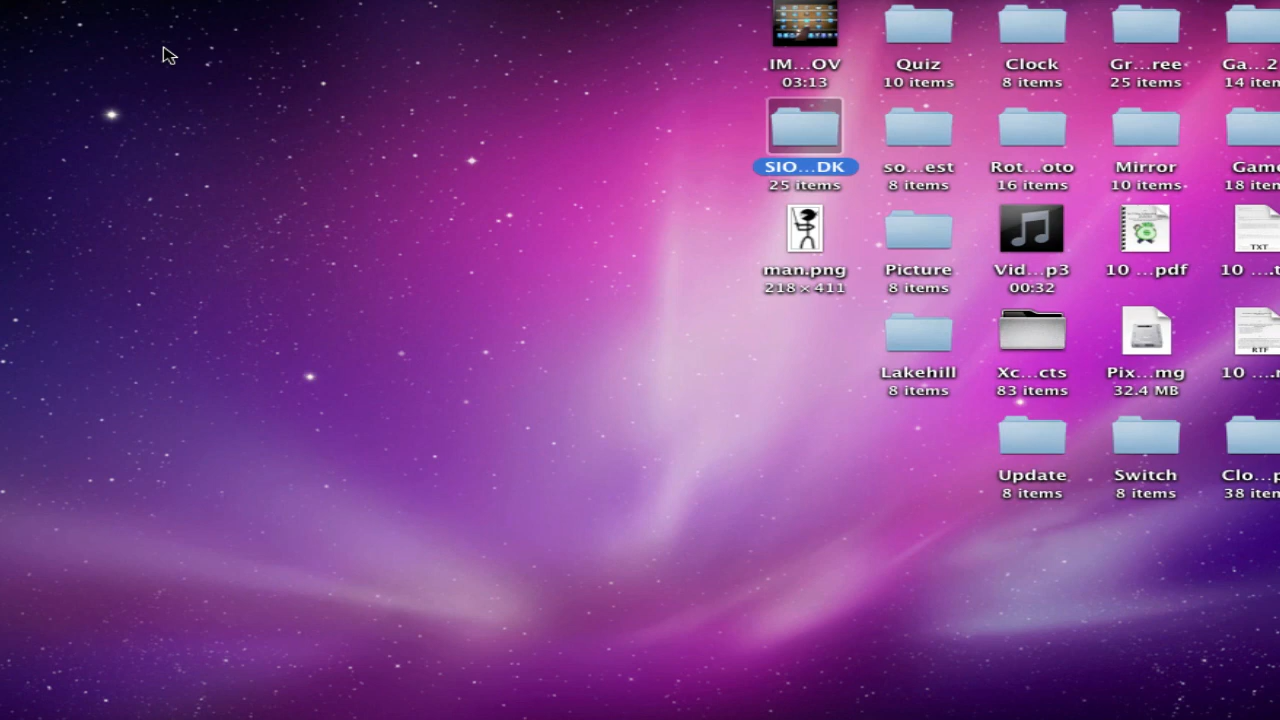 IM...OV
03:13
Quiz
10 items
Clock
8 items
Gr...ree
25 items
Ga...2
14 iten
SIO...DK
25 items
so...est
8 items
Rot...oto
16 items
Mirror
10 items
Game
18 iten
man.png
218 × 411
Picture
8 items
Vid...p3
00:32
10 ...pdf
TXT
10 ....t
Lakehill
8 items
Xc...cts
83 items
Pix...mg
32.4 MB
RTF
10 ....r
Update
8 items
Switch
8 items
Clo...p
38 iten